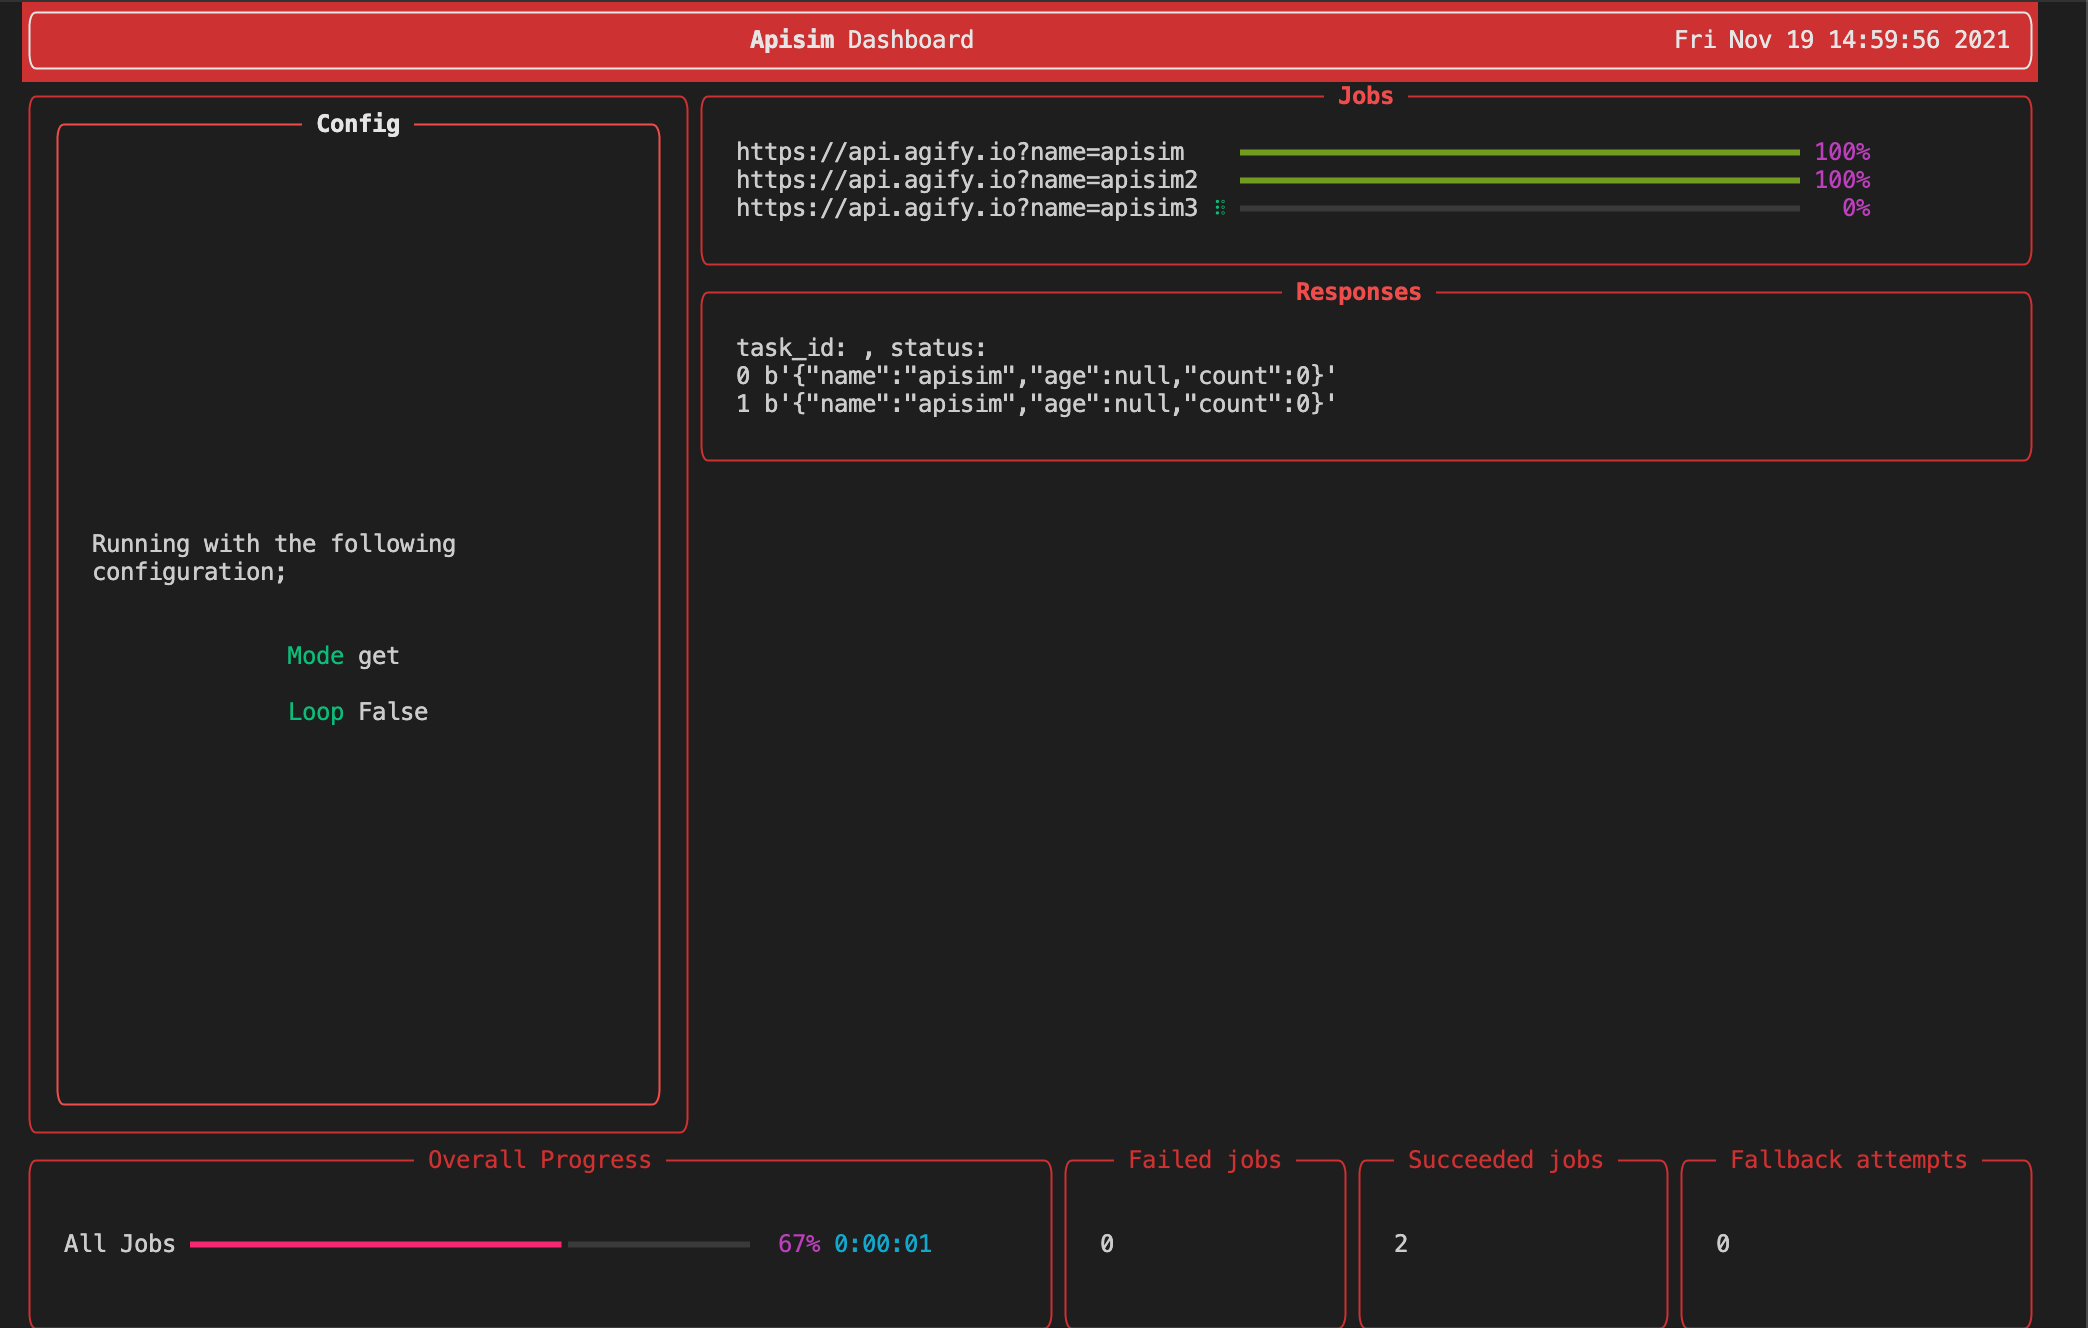 Apisim Dashboard
Fri Nov 19 14:59:56 2021
Config
Running with the following
configuration;
Mode get
Loop False
Jobs
https://api.agify.io?name=apisim 100%
https://api.agify.io?name=apisim2 100%
https://api.agify.io?name=apisim3 0%
Responses
task_id: , status:
0 b'{"name":"apisim","age":null,"count":0}'
1 b'{"name":"apisim","age":null,"count":0}'
Overall Progress
All Jobs 67% 0:00:01
Failed jobs
0
Succeeded jobs
2
Fallback attempts
0